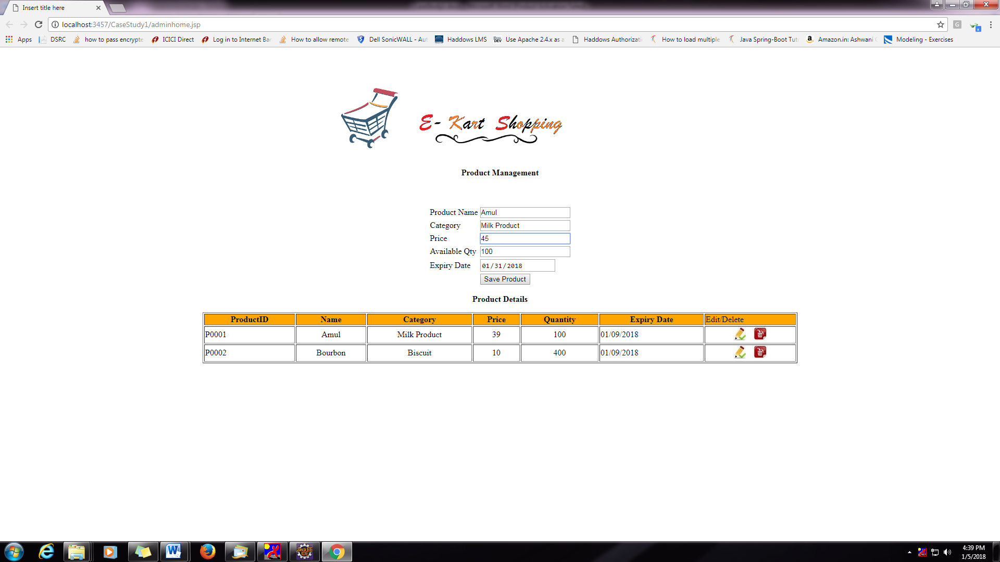 Insert title here
localhost:3457/CaseStudy1/adminhome.jsp
Apps DSRC how to pass encrypte ICICI Direct Log in to Internet Ban How to allow remote Dell SonicWALL - Aut Haddows LMS Use Apache 2.4.x as a Haddows Authorizati How to load multiple Java Spring-Boot Tut Amazon.in: Ashwani Modeling - Exercises
E- Kart Shopping
Product Management
Product Name Amul
Category Milk Product
Price 45
Available Qty 100
Expiry Date 01/31/2018
Save Product
Product Details
ProductID Name Category Price Quantity Expiry Date Edit/Delete
P0001 Amul Milk Product 39 100 01/09/2018
P0002 Bourbon Biscuit 10 400 01/09/2018
Java EE
IDE
4:39 PM
1/5/2018